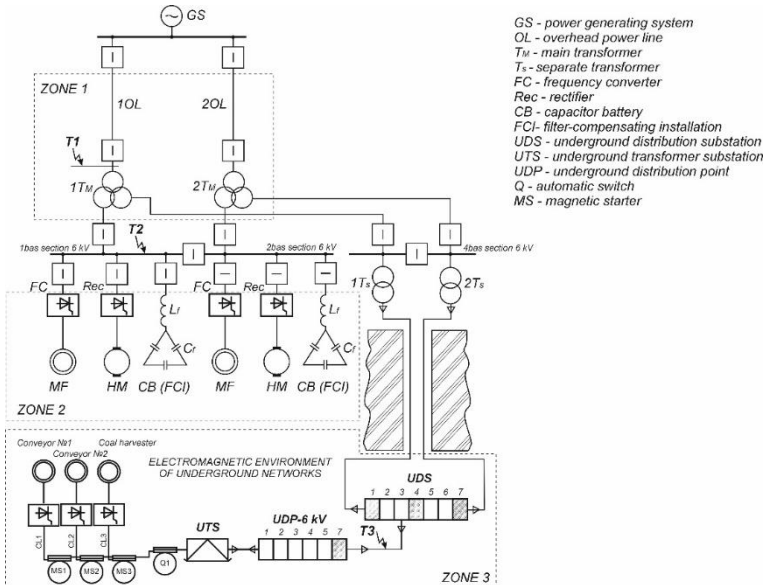 GS
GS - power generating system
OL - overhead power line
TM - main transformer
Ts - separate transformer
FC - frequency converter
Rec - rectifier
CB - capacitor battery
FCI- filter-compensating installation
UDS - underground distribution substation
UTS - underground transformer substation
UDP - underground distribution point
Q - automatic switch
MS - magnetic starter
ZONE 1
1OL
2OL
T1
1TM
2TM
T2
1bas section 6 kV
2bas section 6 kV
4bas section 6 kV
FC
Rec
FC
Rec
1Ts
2Ts
Lf
Lf
Cf
Cf
MF
HM
CB (FCI)
MF
HM
CB (FCI)
ZONE 2
Conveyor №1
Coal harvester
Conveyor №2
ELECTROMAGNETIC ENVIRONMENT
OF UNDERGROUND NETWORKS
UDS
1 2 3 4 5 6 7
UDP-6 kV
1 2 3 4 5 6 7
UTS
T3
CL1
CL2
CL3
MS1
MS2
MS3
Q1
ZONE 3